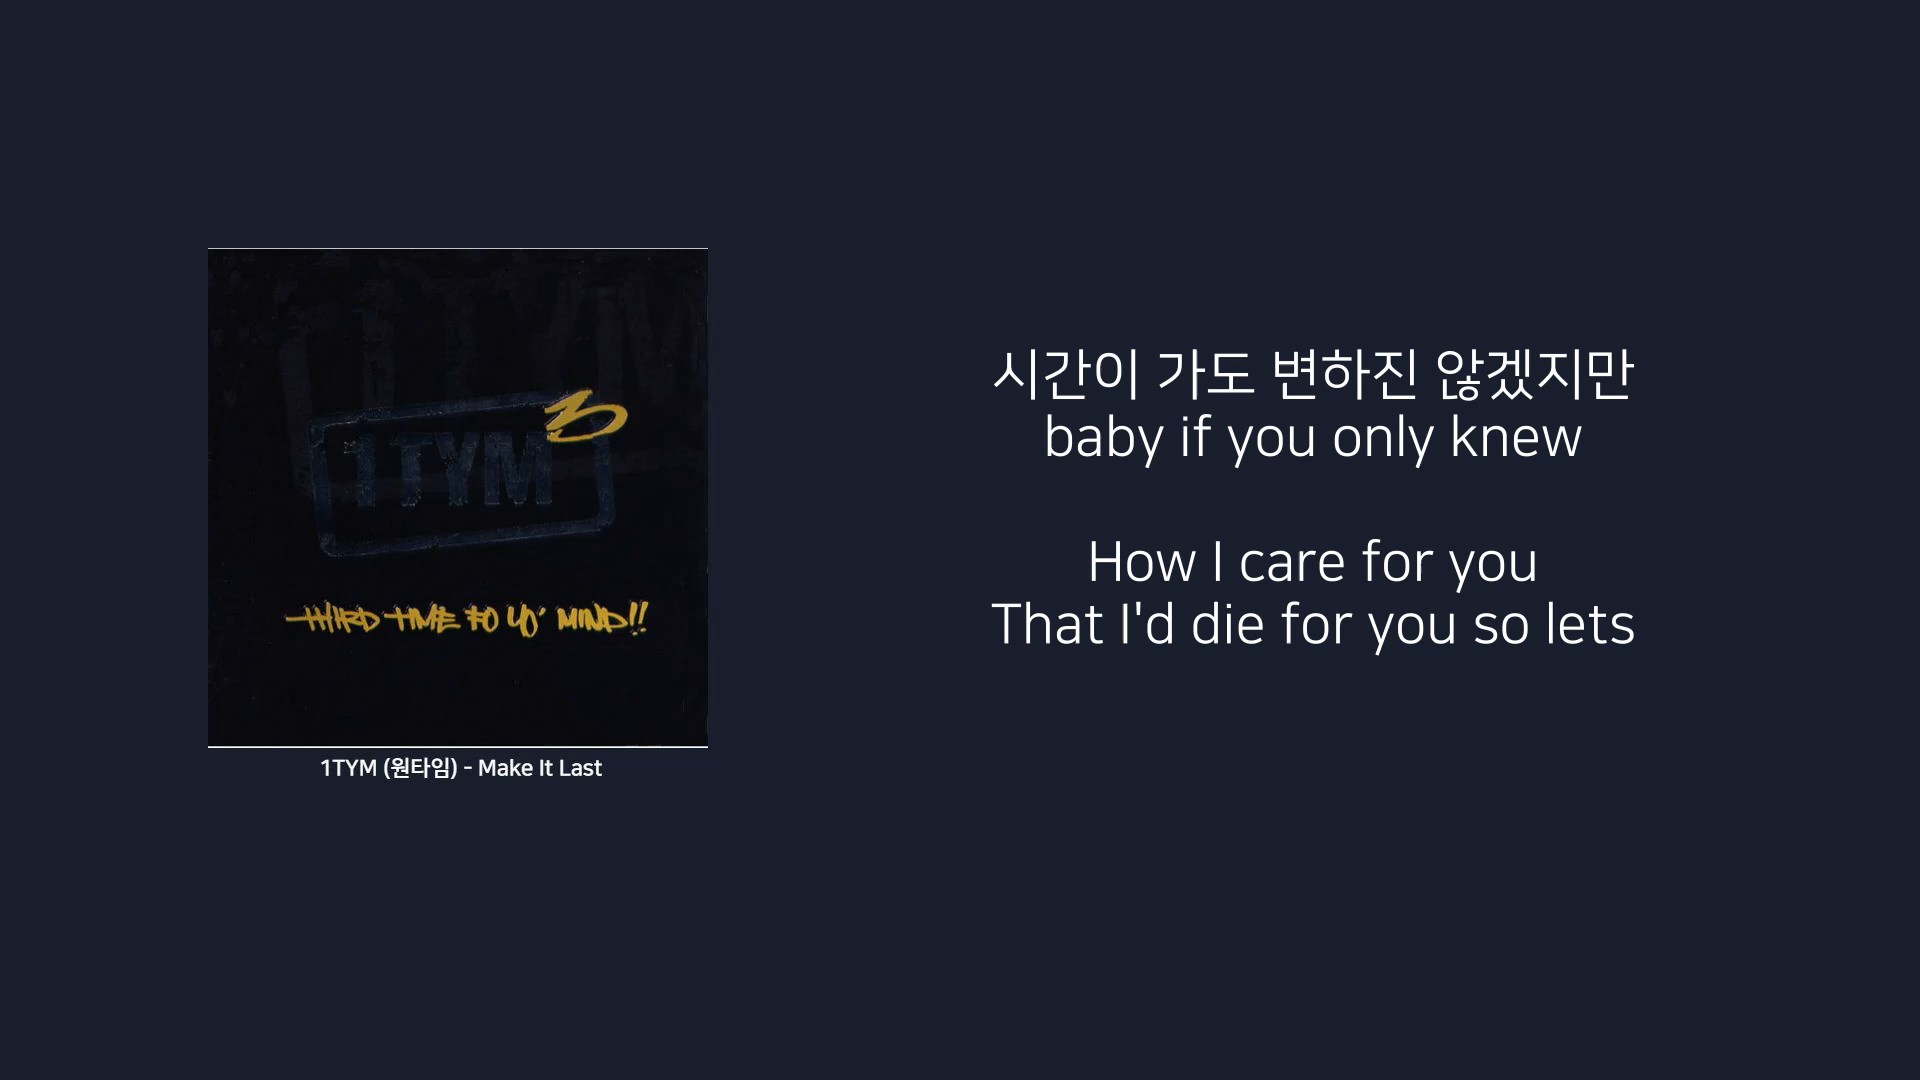 3
1TYM
THIRD TIME FO YO' MIND!!
1TYM (원타임) - Make It Last
시간이 가도 변하진 않겠지만
baby if you only knew
How I care for you
That I'd die for you so lets